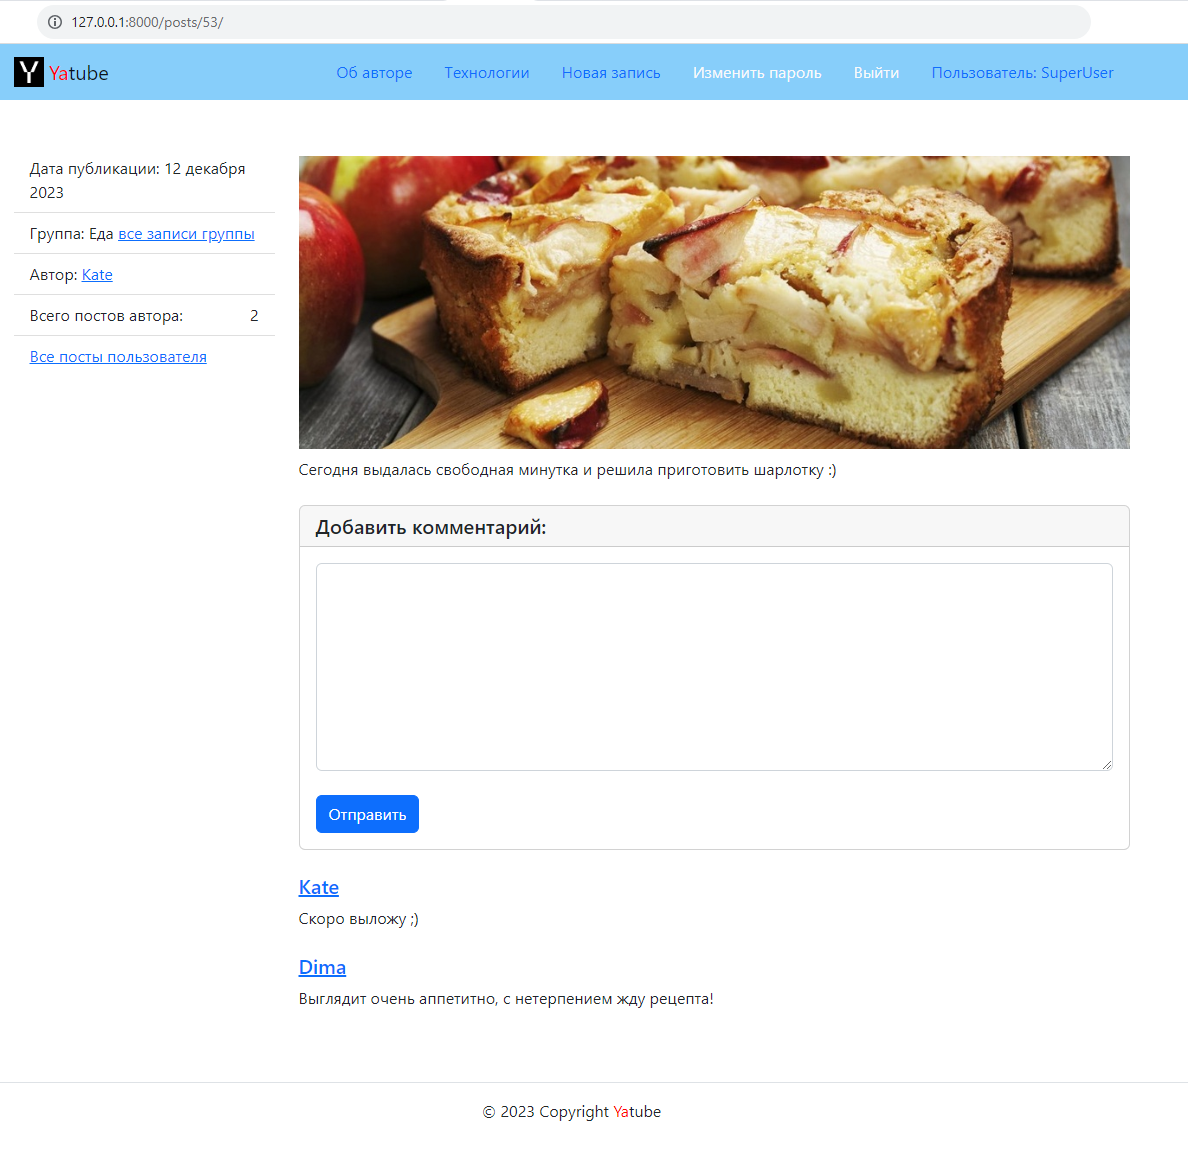 127.0.0.1:8000/posts/53/
Y Yatube
Об авторе Технологии Новая запись Изменить пароль Выйти Пользователь: SuperUser
Дата публикации: 12 декабря
2023
Группа: Еда все записи группы
Автор: Kate
Всего постов автора: 2
Все посты пользователя
Сегодня выдалась свободная минутка и решила приготовить шарлотку :)
Добавить комментарий:
Отправить
Kate
Скоро выложу ;)
Dima
Выглядит очень аппетитно, с нетерпением жду рецепта!
© 2023 Copyright Yatube